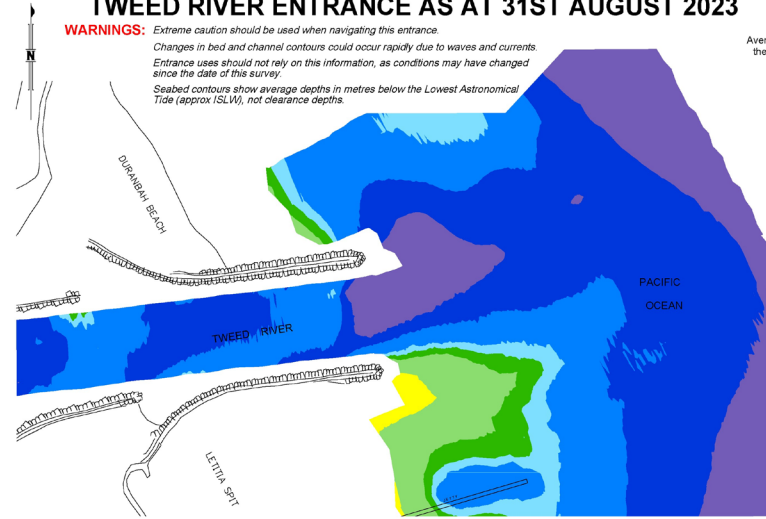 TWEED RIVER ENTRANCE AS AT 31ST AUGUST 2023
WARNINGS: Extreme caution should be used when navigating this entrance.
Changes in bed and channel contours could occur rapidly due to waves and currents.
Entrance uses should not rely on this information, as conditions may have changed
since the date of this survey.
Seabed contours show average depths in metres below the Lowest Astronomical
Tide (approx ISLW), not clearance depths.
Aver
the
N
DURANBAH BEACH
PACIFIC
OCEAN
TWEED RIVER
LETITIA SPIT
JETTY